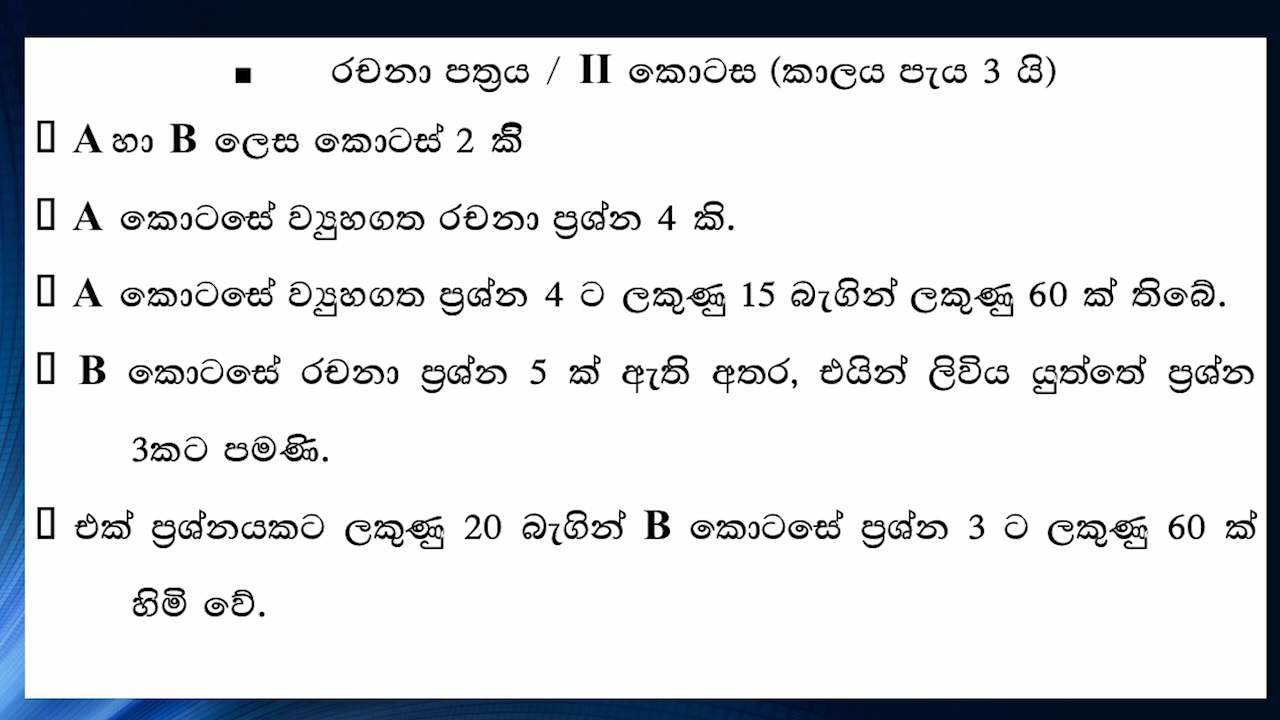 ▪ රචනා පත්‍රය / II කොටස (කාලය පැය 3 යි)
A හා B ලෙස කොටස් 2 කි
A කොටසේ ව්‍යුහගත රචනා ප්‍රශ්න 4 කි.
A කොටසේ ව්‍යුහගත ප්‍රශ්න 4 ට ලකුණු 15 බැගින් ලකුණු 60 ක් තිබේ.
B කොටසේ රචනා ප්‍රශ්න 5 ක් ඇති අතර, එයින් ලිවිය යුත්තේ ප්‍රශ්න
3කට පමණි.
එක් ප්‍රශ්නයකට ලකුණු 20 බැගින් B කොටසේ ප්‍රශ්න 3 ට ලකුණු 60 ක්
හිමි වේ.